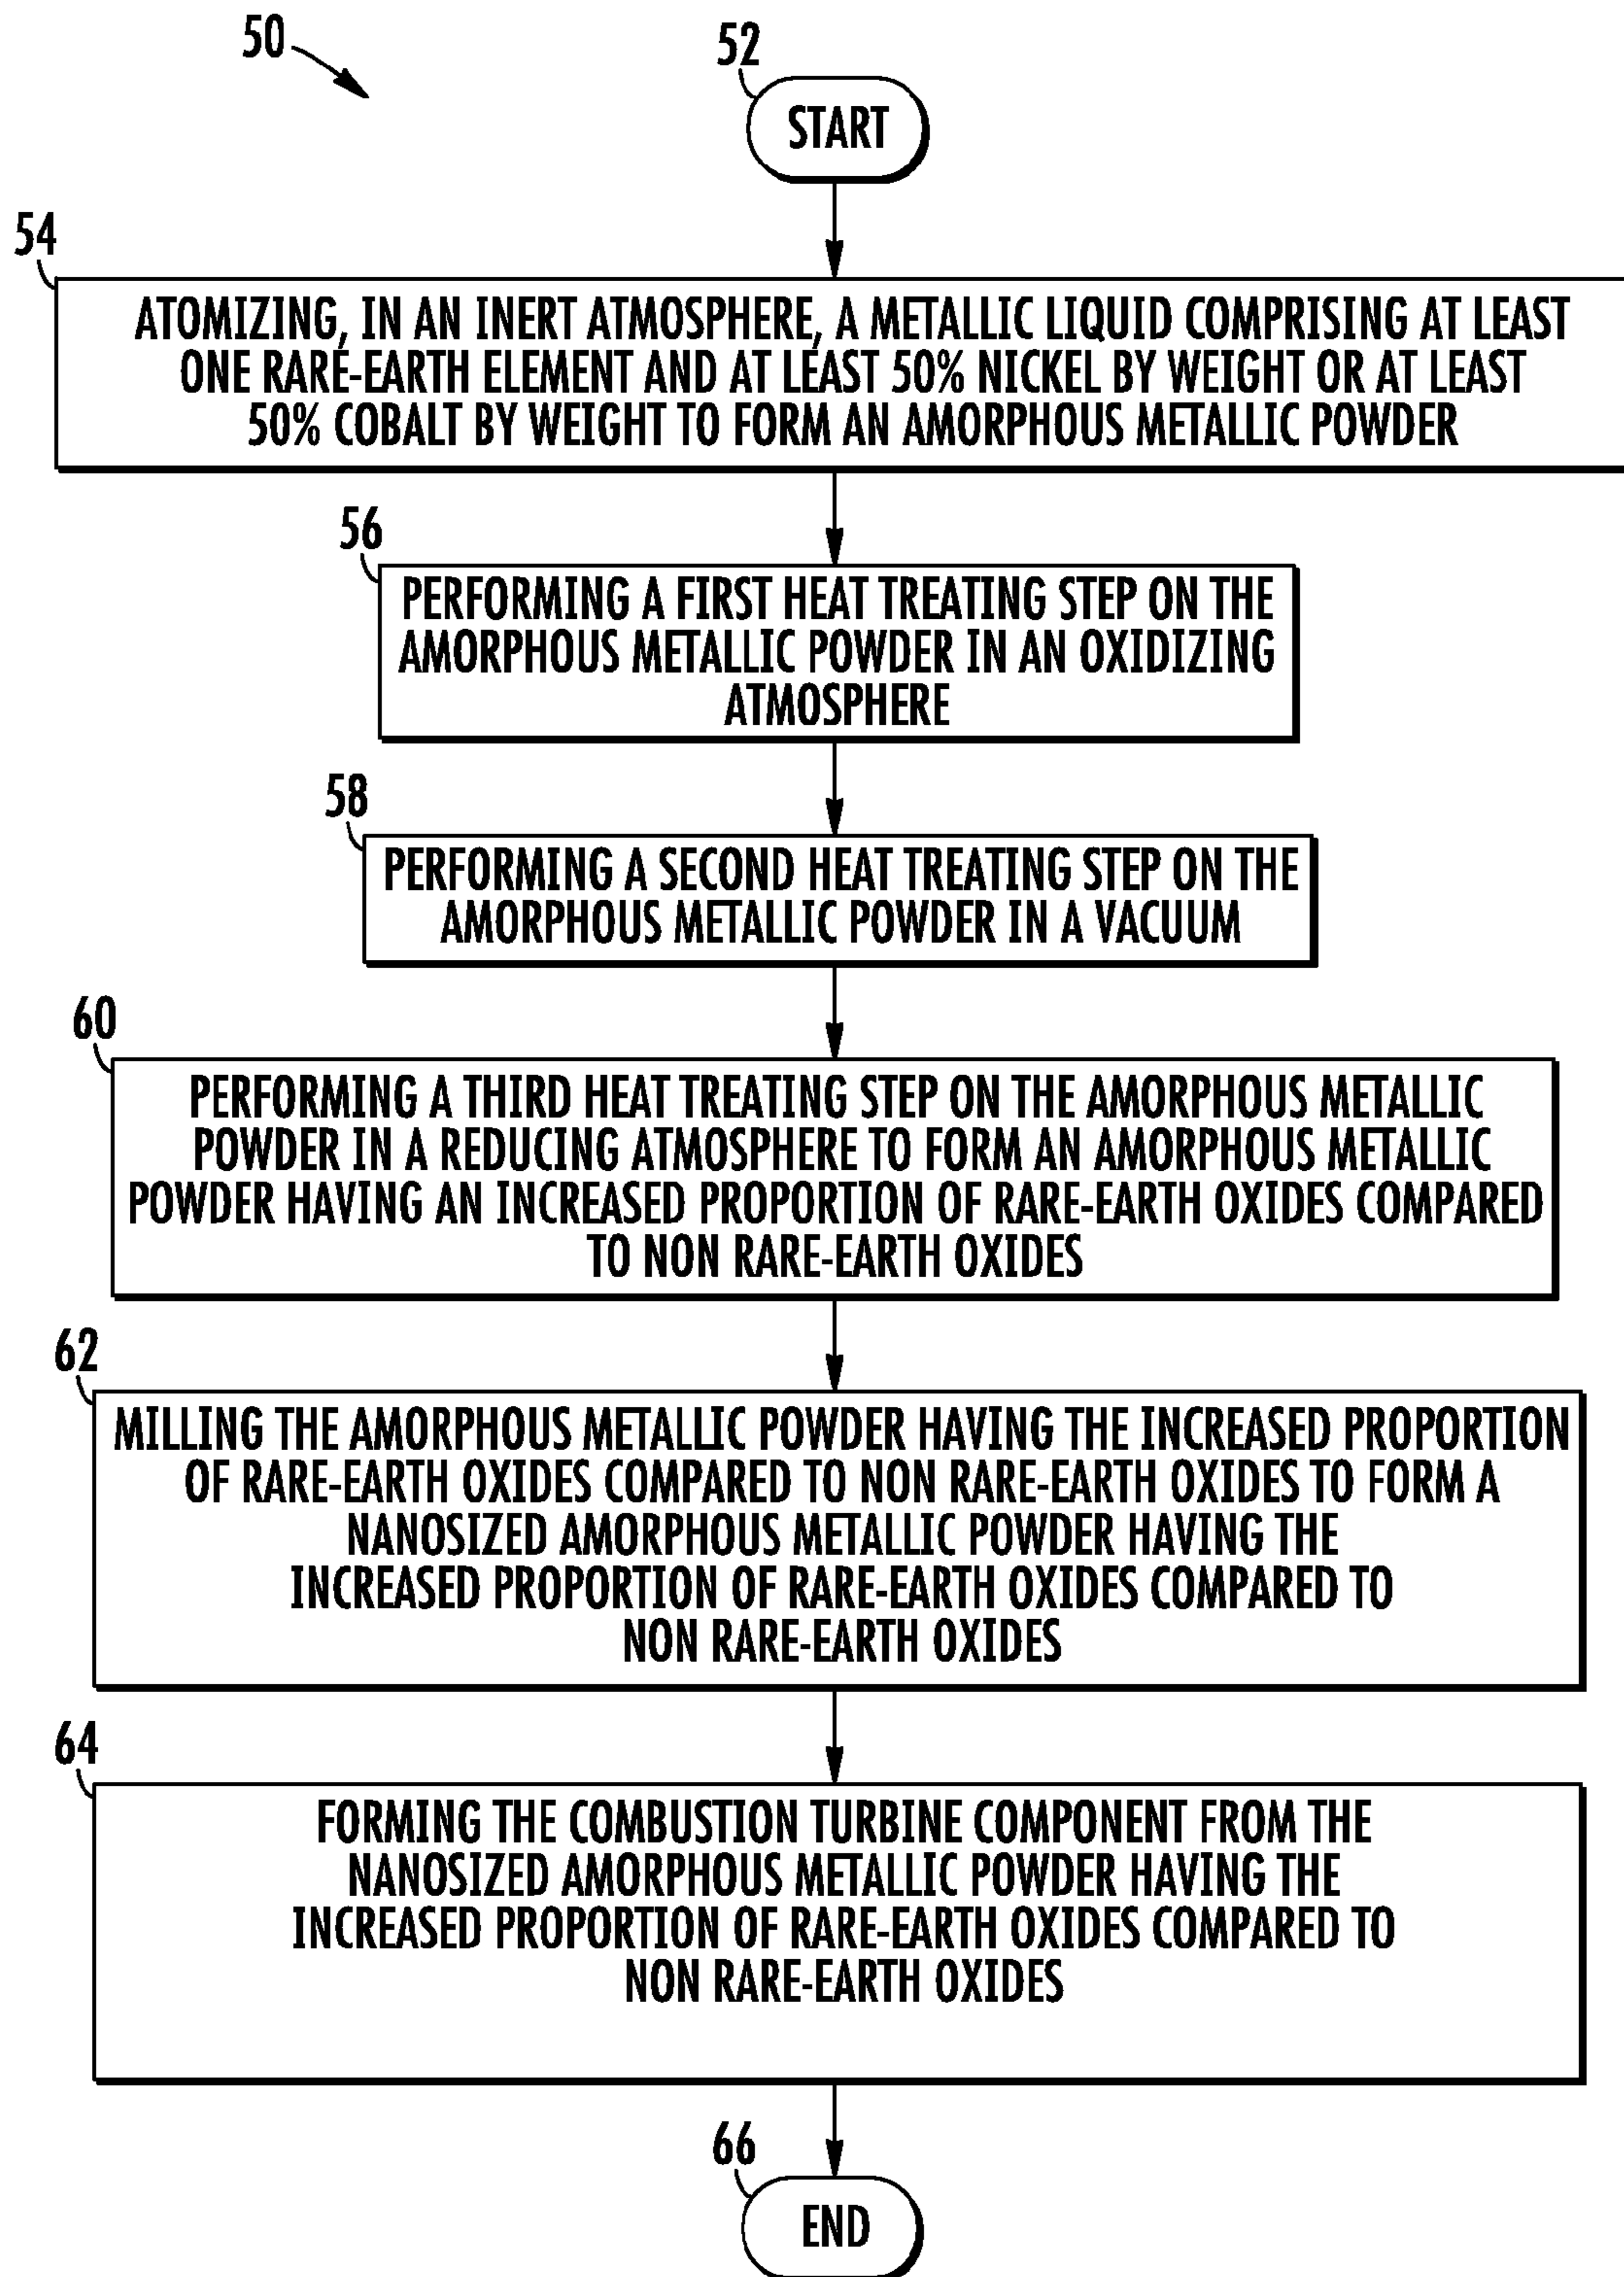 50
52
START
54
ATOMIZING, IN AN INERT ATMOSPHERE, A METALLIC LIQUID COMPRISING AT LEAST
ONE RARE-EARTH ELEMENT AND AT LEAST 50% NICKEL BY WEIGHT OR AT LEAST
50% COBALT BY WEIGHT TO FORM AN AMORPHOUS METALLIC POWDER
56
PERFORMING A FIRST HEAT TREATING STEP ON THE
AMORPHOUS METALLIC POWDER IN AN OXIDIZING
ATMOSPHERE
58
PERFORMING A SECOND HEAT TREATING STEP ON THE
AMORPHOUS METALLIC POWDER IN A VACUUM
60
PERFORMING A THIRD HEAT TREATING STEP ON THE AMORPHOUS METALLIC
POWDER IN A REDUCING ATMOSPHERE TO FORM AN AMORPHOUS METALLIC
POWDER HAVING AN INCREASED PROPORTION OF RARE-EARTH OXIDES COMPARED
TO NON RARE-EARTH OXIDES
62
MILLING THE AMORPHOUS METALLIC POWDER HAVING THE INCREASED PROPORTION
OF RARE-EARTH OXIDES COMPARED TO NON RARE-EARTH OXIDES TO FORM A
NANOSIZED AMORPHOUS METALLIC POWDER HAVING THE
INCREASED PROPORTION OF RARE-EARTH OXIDES COMPARED TO
NON RARE-EARTH OXIDES
64
FORMING THE COMBUSTION TURBINE COMPONENT FROM THE
NANOSIZED AMORPHOUS METALLIC POWDER HAVING THE
INCREASED PROPORTION OF RARE-EARTH OXIDES COMPARED TO
NON RARE-EARTH OXIDES
66
END